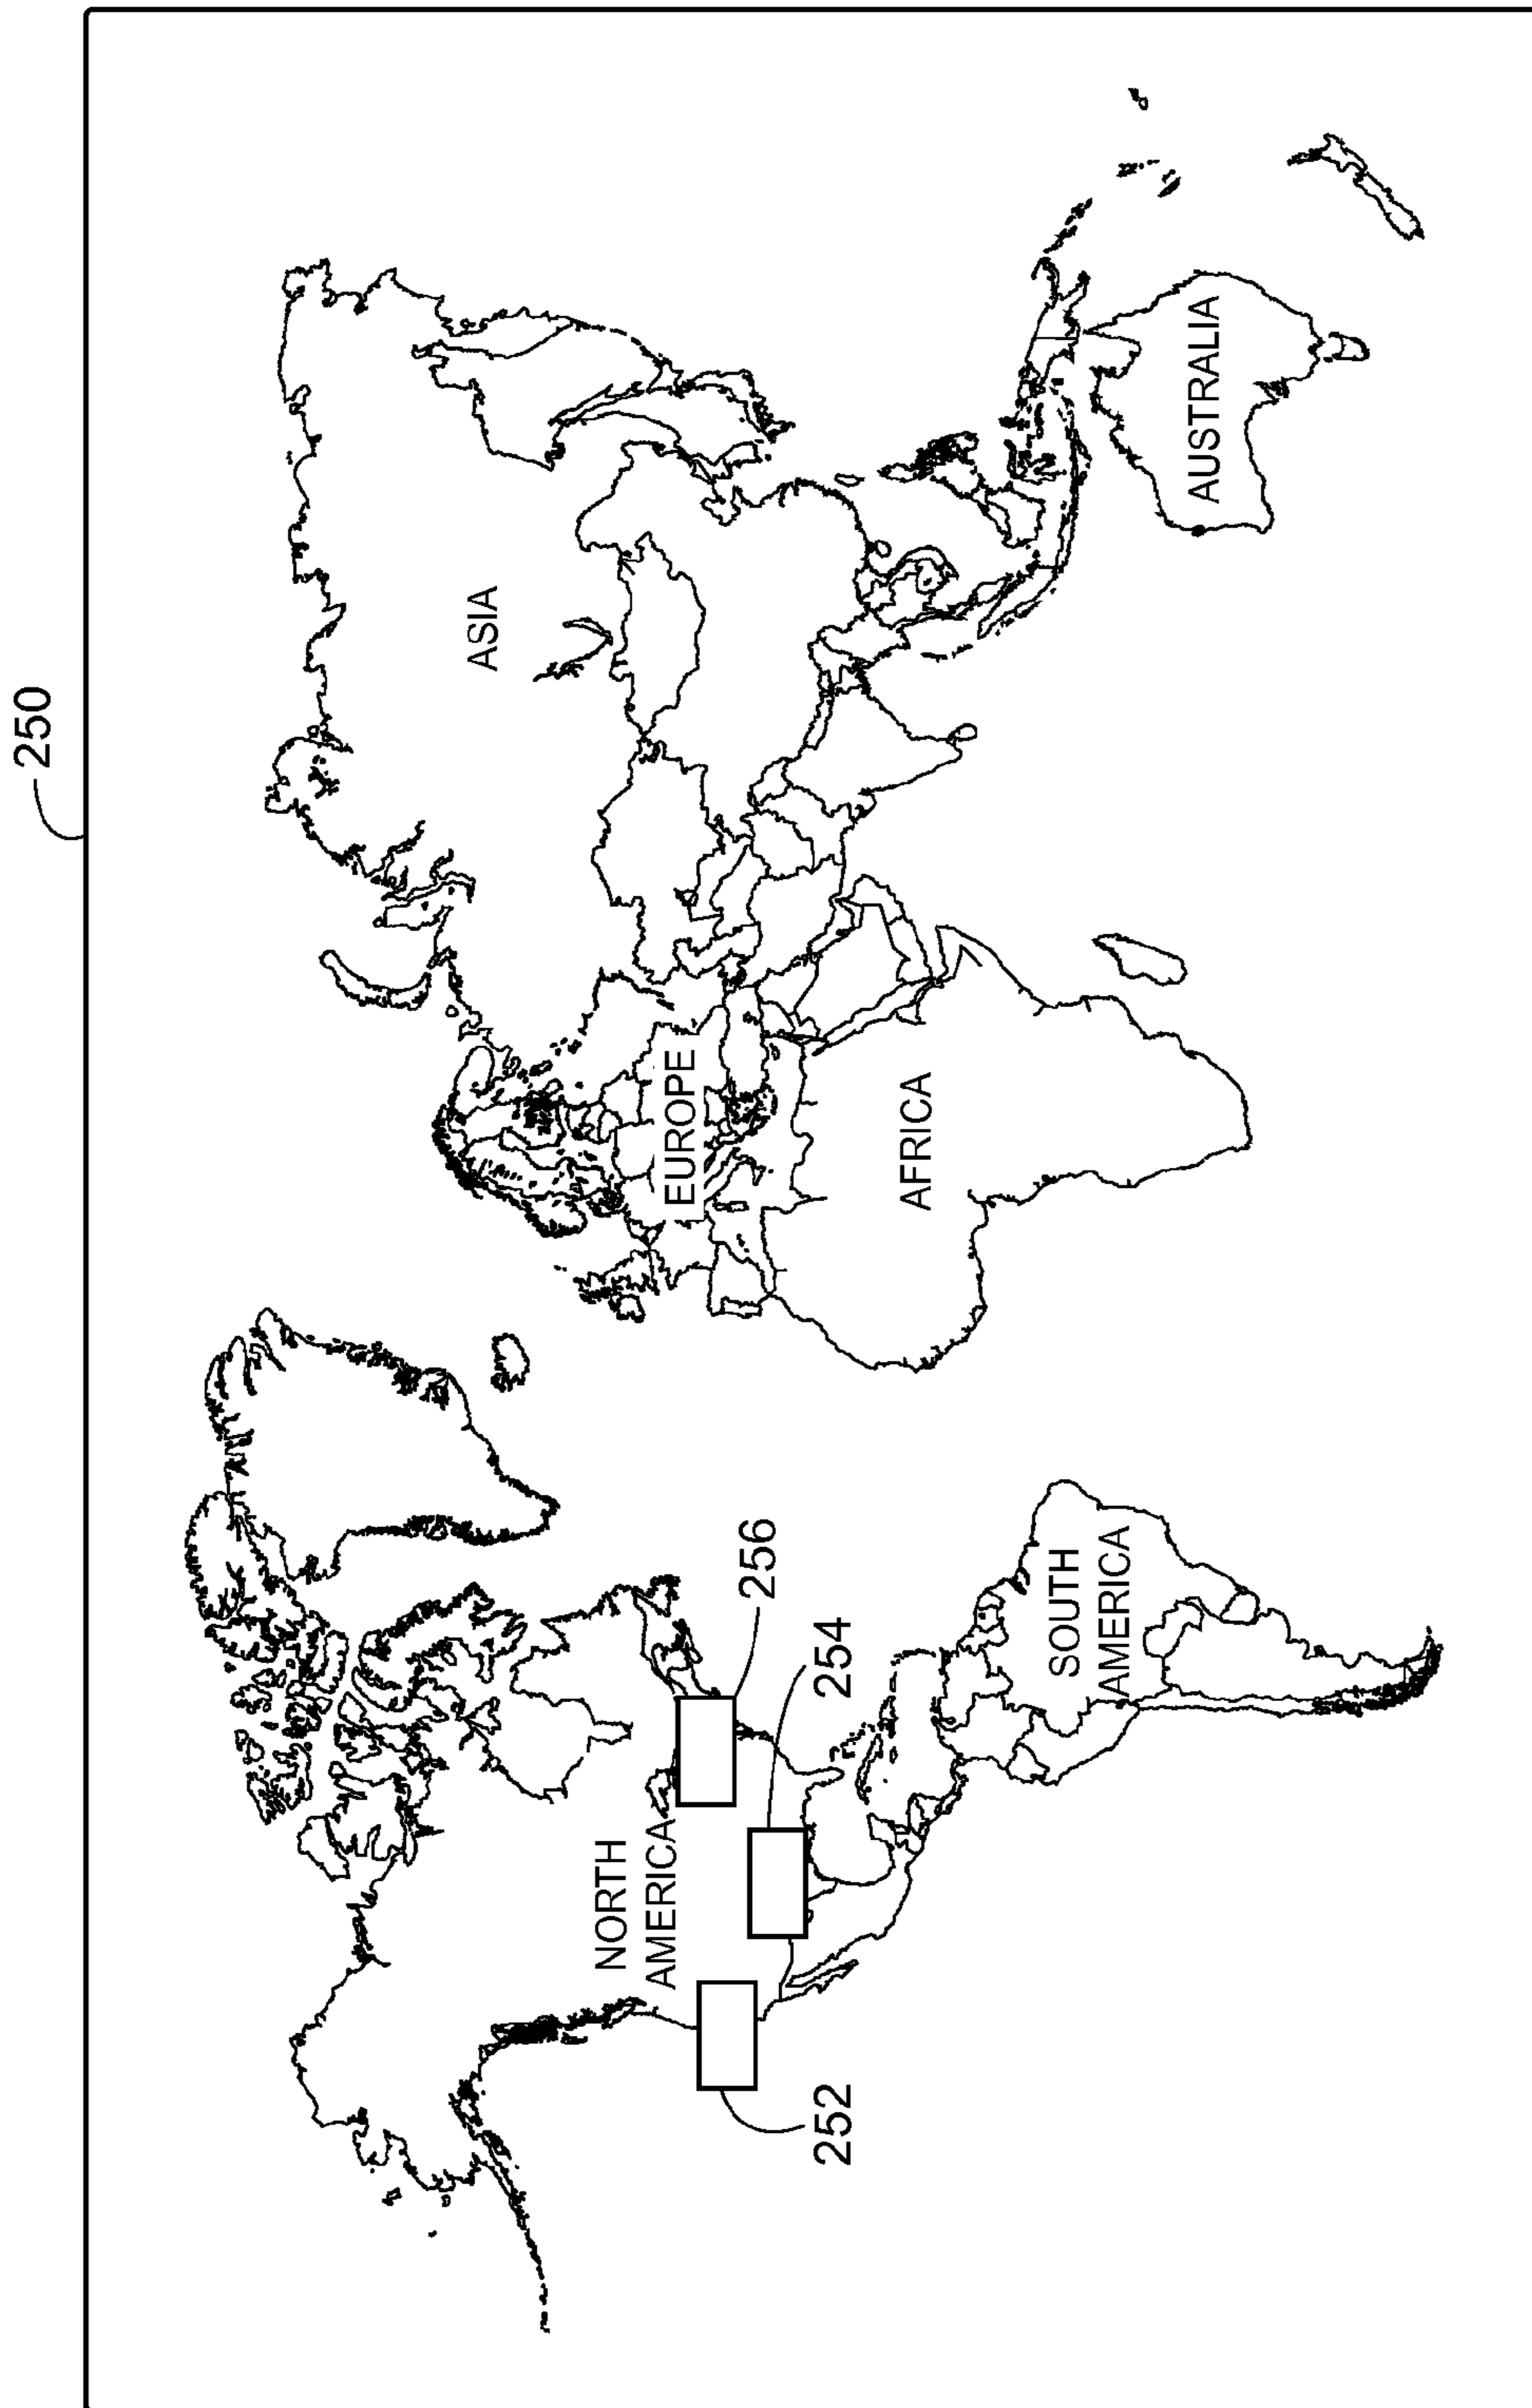 250
ASIA
NORTH
AMERICA
EUROPE
256
254
252
AFRICA
SOUTH
AMERICA
AUSTRALIA